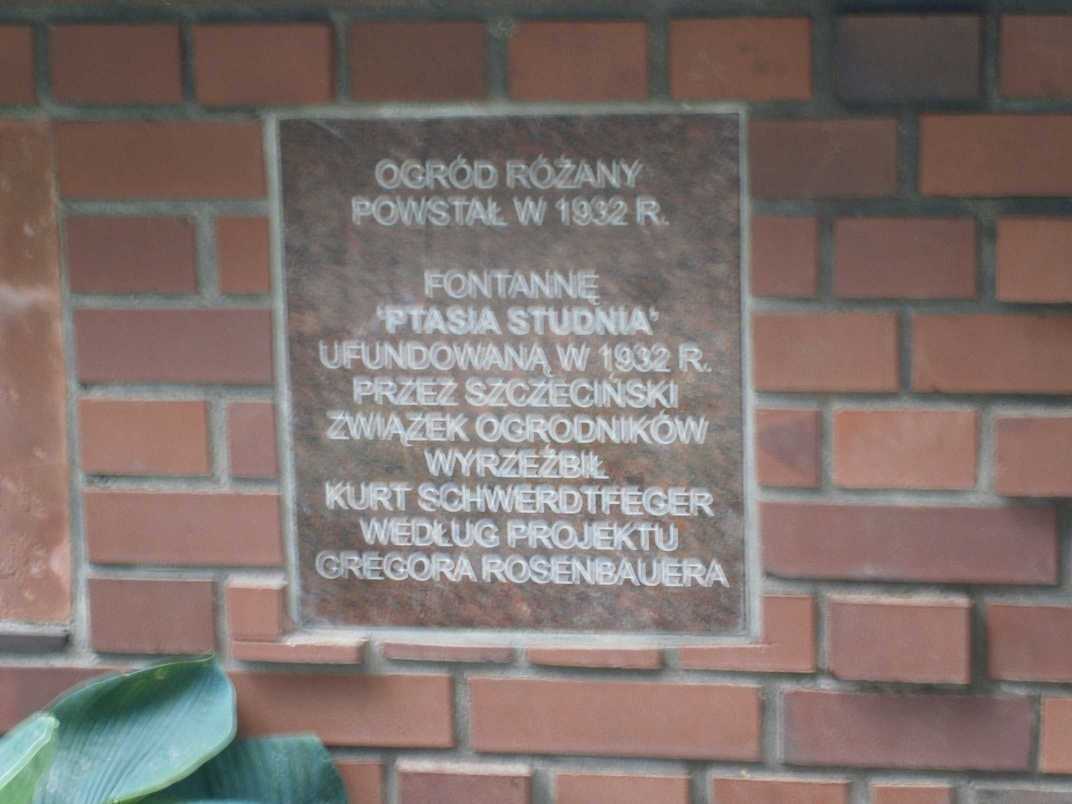 OGRÓD RÓŻANY
POWSTAŁ W 1932 R.
FONTANNĘ
'PTASIA STUDNIA'
UFUNDOWANĄ W 1932 R.
PRZEZ SZCZECIŃSKI
ZWIĄZEK OGRODNIKÓW
WYRZEŹBIŁ
KURT SCHWERDTFEGER
WEDŁUG PROJEKTU
GREGORA ROSENBAUERA